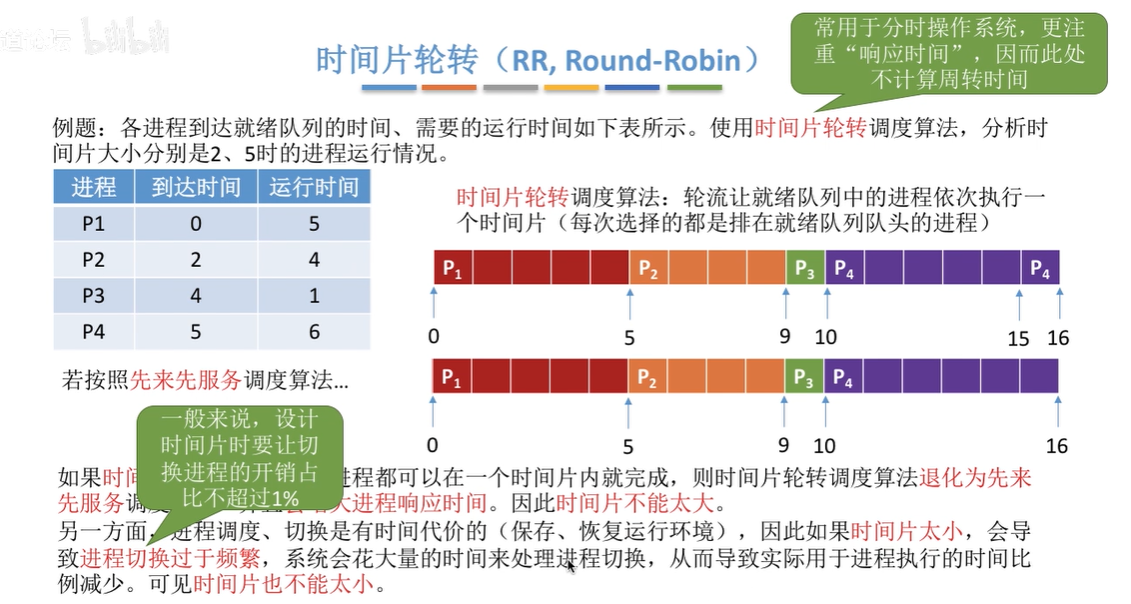 bilibili
时间片轮转（RR, Round-Robin）
常用于分时操作系统，更注
重“响应时间”，因而此处
不计算周转时间
例题：各进程到达就绪队列的时间、需要的运行时间如下表所示。使用时间片轮转调度算法，分析时
间片大小分别是2、5时的进程运行情况。
进程 到达时间 运行时间
P1 0 5
P2 2 4
P3 4 1
P4 5 6
时间片轮转调度算法：轮流让就绪队列中的进程依次执行一
个时间片（每次选择的都是排在就绪队列队头的进程）
P1 P2 P3 P4 P4
0 5 9 10 15 16
若按照先来先服务调度算法...
P1 P2 P3 P4
0 5 9 10 16
一般来说，设计
时间片时要让切
换进程的开销占
比不超过1%
如果时 进程都可以在一个时间片内就完成，则时间片轮转调度算法退化为先来
先服务调 大进程响应时间。因此时间片不能太大。
另一方面，进程调度、切换是有时间代价的（保存、恢复运行环境），因此如果时间片太小，会导
致进程切换过于频繁，系统会花大量的时间来处理进程切换，从而导致实际用于进程执行的时间比
例减少。可见时间片也不能太小。